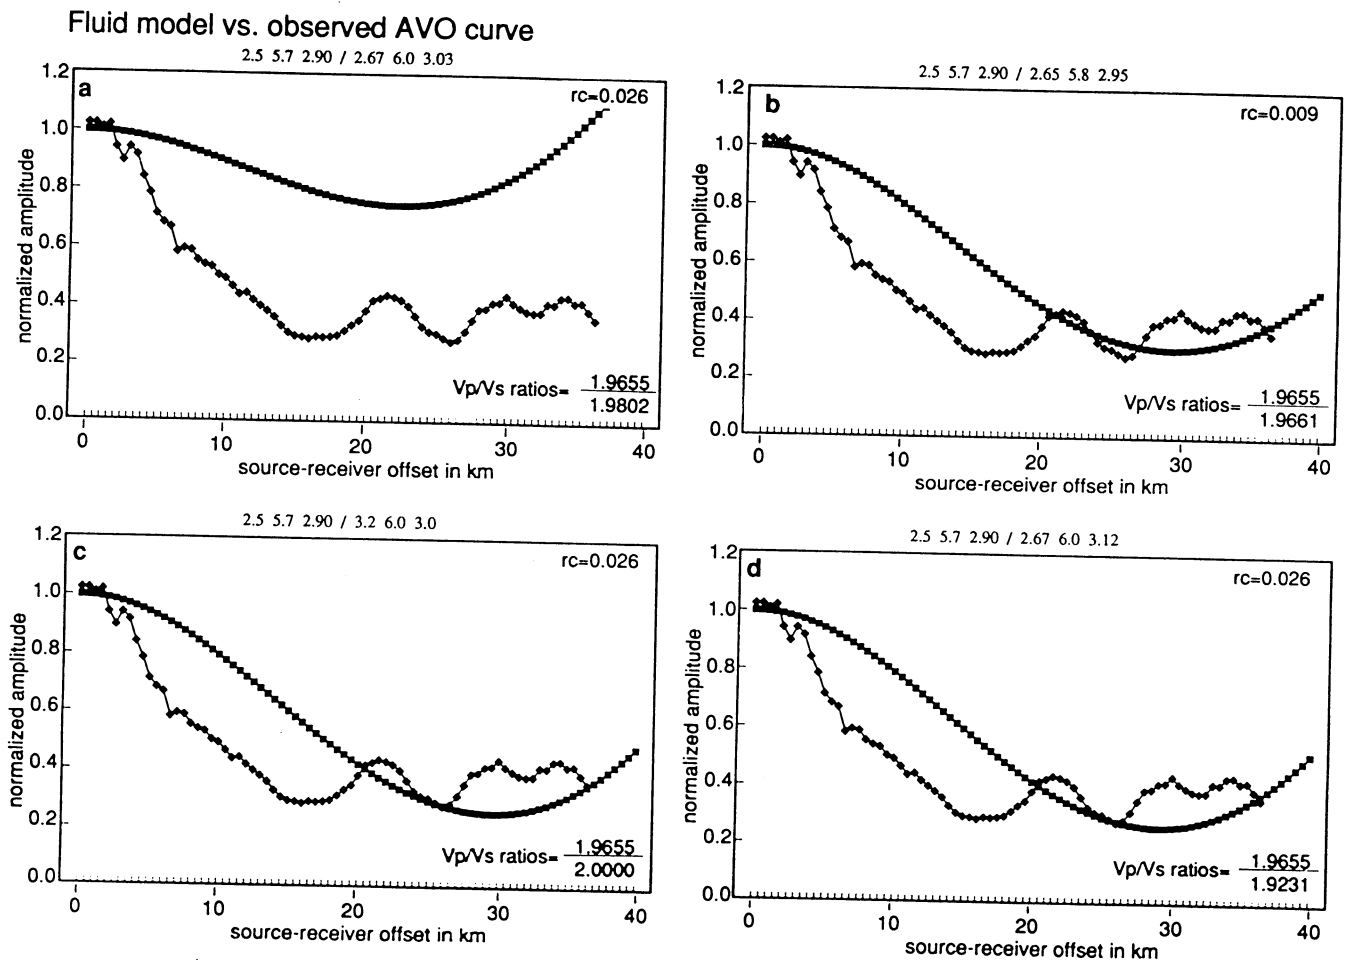 Fluid model vs. observed AVO curve
2.5 5.7 2.90 / 2.67 6.0 3.03
a
rc=0.026
normalized amplitude
1.2
1.0
0.8
0.6
0.4
0.2
0.0
Vp/Vs ratios= 1.9655
1.9802
0 10 20 30 40
source-receiver offset in km
2.5 5.7 2.90 / 2.65 5.8 2.95
b
rc=0.009
normalized amplitude
1.2
1.0
0.8
0.6
0.4
0.2
0.0
Vp/Vs ratios= 1.9655
1.9661
0 10 20 30 40
source-receiver offset in km
2.5 5.7 2.90 / 3.2 6.0 3.0
c
rc=0.026
normalized amplitude
1.2
1.0
0.8
0.6
0.4
0.2
0.0
Vp/Vs ratios= 1.9655
2.0000
0 10 20 30 40
source-receiver offset in km
2.5 5.7 2.90 / 2.67 6.0 3.12
d
rc=0.026
normalized amplitude
1.2
1.0
0.8
0.6
0.4
0.2
0.0
Vp/Vs ratios= 1.9655
1.9231
0 10 20 30 40
source-receiver offset in km